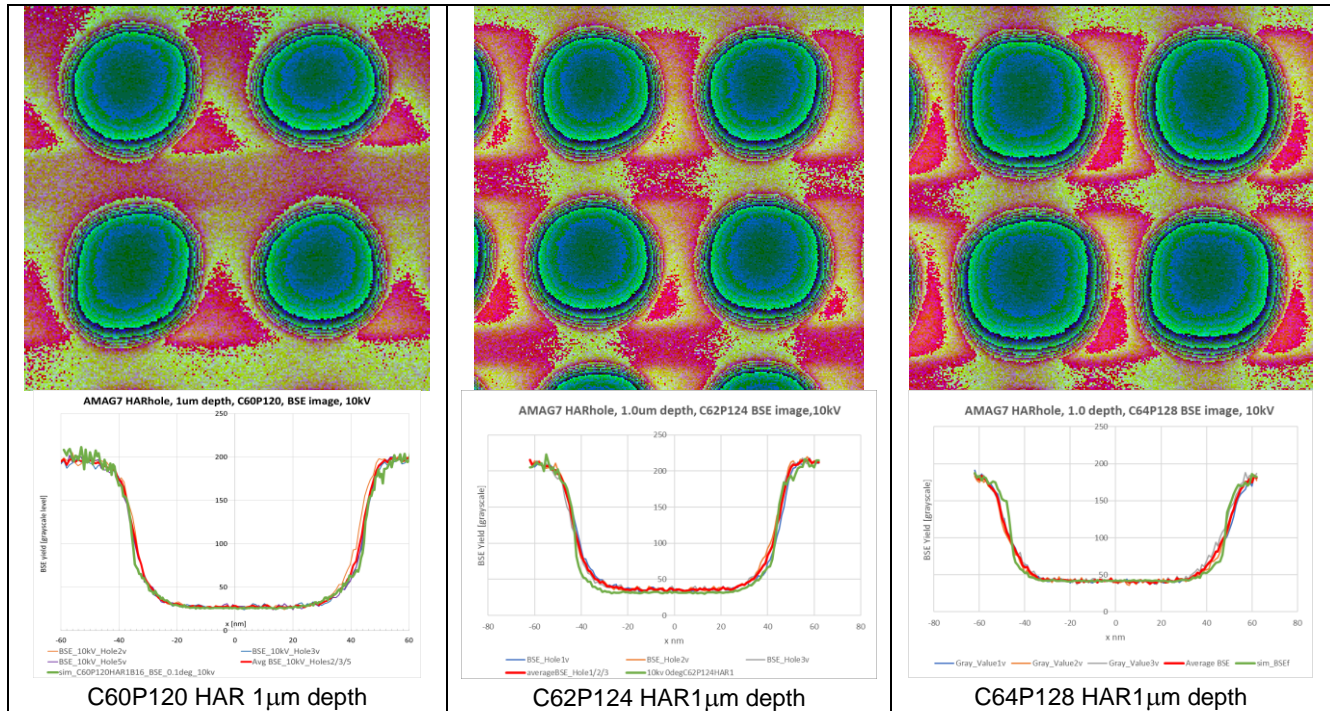 AMAG7 HARhole, 1um depth, C60P120, BSE image, 10kV
BSE yield [grayscale level]
250
200
150
100
50
0
-60 -40 -20 0 20 40 60
x [nm]
BSE_10kV_Hole2v BSE_10kV_Hole3v
BSE_10kV_Hole5v Avg BSE_10kV_Holes2/3/5
sim_C60P120HAR1B16_BSE_0.1deg_10kv
C60P120 HAR 1μm depth
AMAG7 HARhole, 1.0um depth, C62P124 BSE image,10kV
BSE Yield [grayscale]
250
200
150
100
50
0
-80 -60 -40 -20 0 20 40 60 80
x nm
BSE_Hole1v BSE_Hole2v BSE_Hole3v
averageBSE_Hole1/2/3 10kv 0degC62P124HAR1
C62P124 HAR1μm depth
AMAG7 HARhole, 1.0 depth, C64P128 BSE image, 10kV
BSE Yield [grayscale]
250
200
150
100
50
0
-80 -60 -40 -20 0 20 40 60 80
x nm
Gray_Value1v Gray_Value2v Gray_Value3v Average BSE sim_BSEf
C64P128 HAR1μm depth